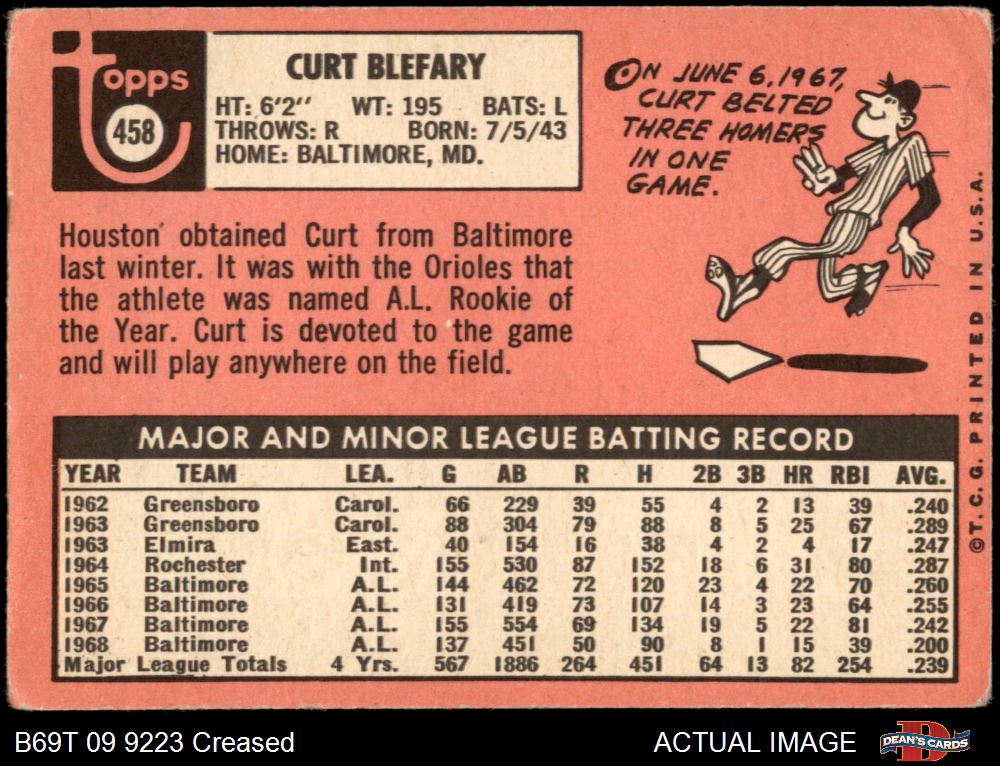 topps
458
CURT BLEFARY
HT: 6'2" WT: 195 BATS: L
THROWS: R BORN: 7/5/43
HOME: BALTIMORE, MD.
ON JUNE 6, 1967,
CURT BELTED
THREE HOMERS
IN ONE
GAME.
Houston obtained Curt from Baltimore
last winter. It was with the Orioles that
the athlete was named A.L. Rookie of
the Year. Curt is devoted to the game
and will play anywhere on the field.
MAJOR AND MINOR LEAGUE BATTING RECORD
YEAR TEAM LEA. G AB R H 2B 3B HR RBI AVG.
1962 Greensboro Carol. 66 229 39 55 4 2 13 39 .240
1963 Greensboro Carol. 88 304 79 88 8 5 25 67 .289
1963 Elmira East. 40 154 16 38 4 2 4 17 .247
1964 Rochester Int. 155 530 87 152 18 6 31 80 .287
1965 Baltimore A.L. 144 462 72 120 23 4 22 70 .260
1966 Baltimore A.L. 131 419 73 107 14 3 23 64 .255
1967 Baltimore A.L. 155 554 69 134 19 5 22 81 .242
1968 Baltimore A.L. 137 451 50 90 8 1 15 39 .200
Major League Totals 4 Yrs. 567 1886 264 451 64 13 82 254 .239
©T.C.G. PRINTED IN U.S.A.
B69T 09 9223 Creased
ACTUAL IMAGE
D
DEAN'S CARDS